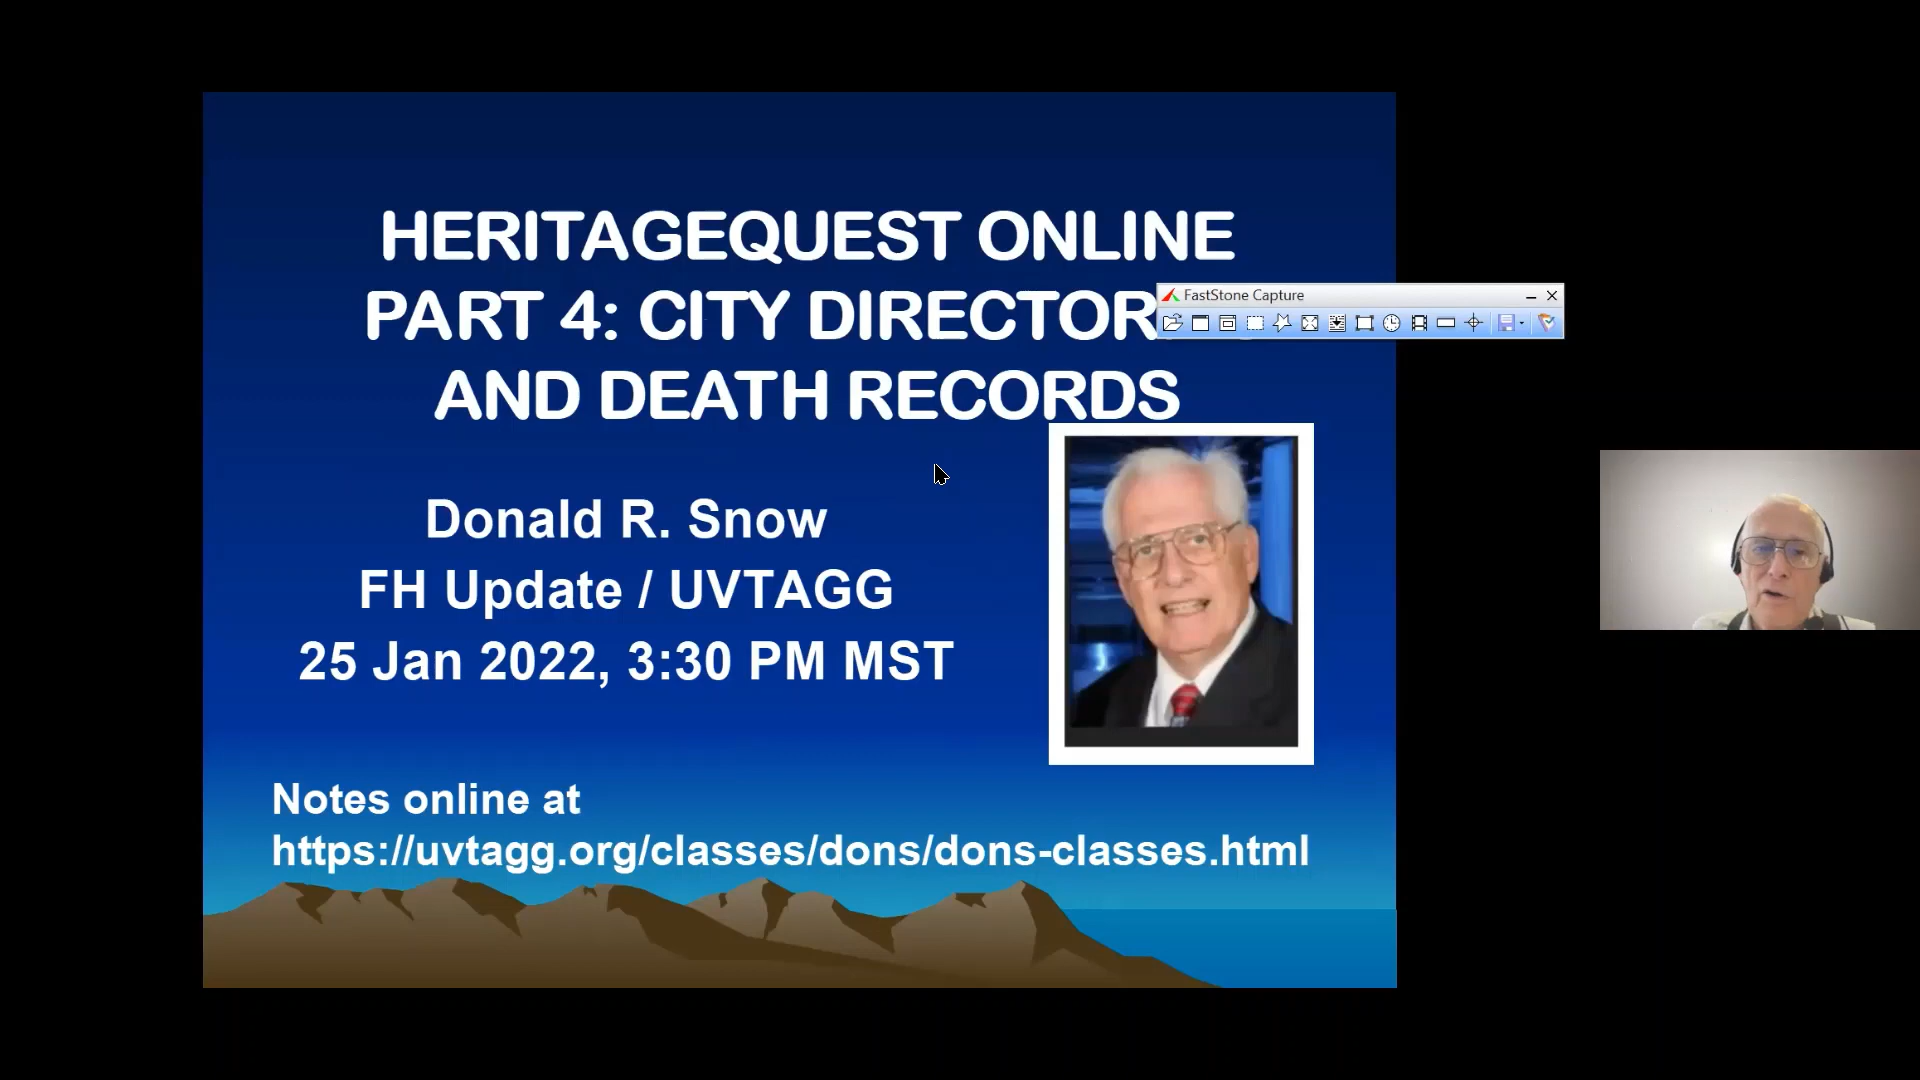 HERITAGEQUEST ONLINE
PART 4: CITY
AND DEATH RECORDS
FastStone Capture
Donald R. Snow
FH Update / UVTAGG
25 Jan 2022, 3:30 PM MST
Notes online at
https://uvtagg.org/classes/dons/dons-classes.html